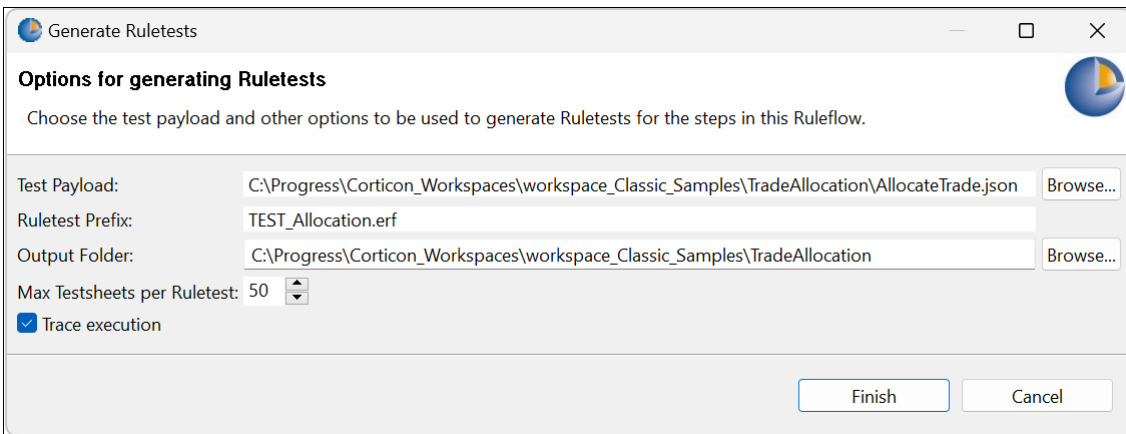 Generate Ruletests
Options for generating Ruletests
Choose the test payload and other options to be used to generate Ruletests for the steps in this Ruleflow.
Test Payload: C:\Progress\Corticon_Workspaces\workspace_Classic_Samples\TradeAllocation\AllocateTrade.json Browse...
Ruletest Prefix: TEST_Allocation.erf
Output Folder: C:\Progress\Corticon_Workspaces\workspace_Classic_Samples\TradeAllocation Browse...
Max Testsheets per Ruletest: 50
Trace execution
Finish Cancel